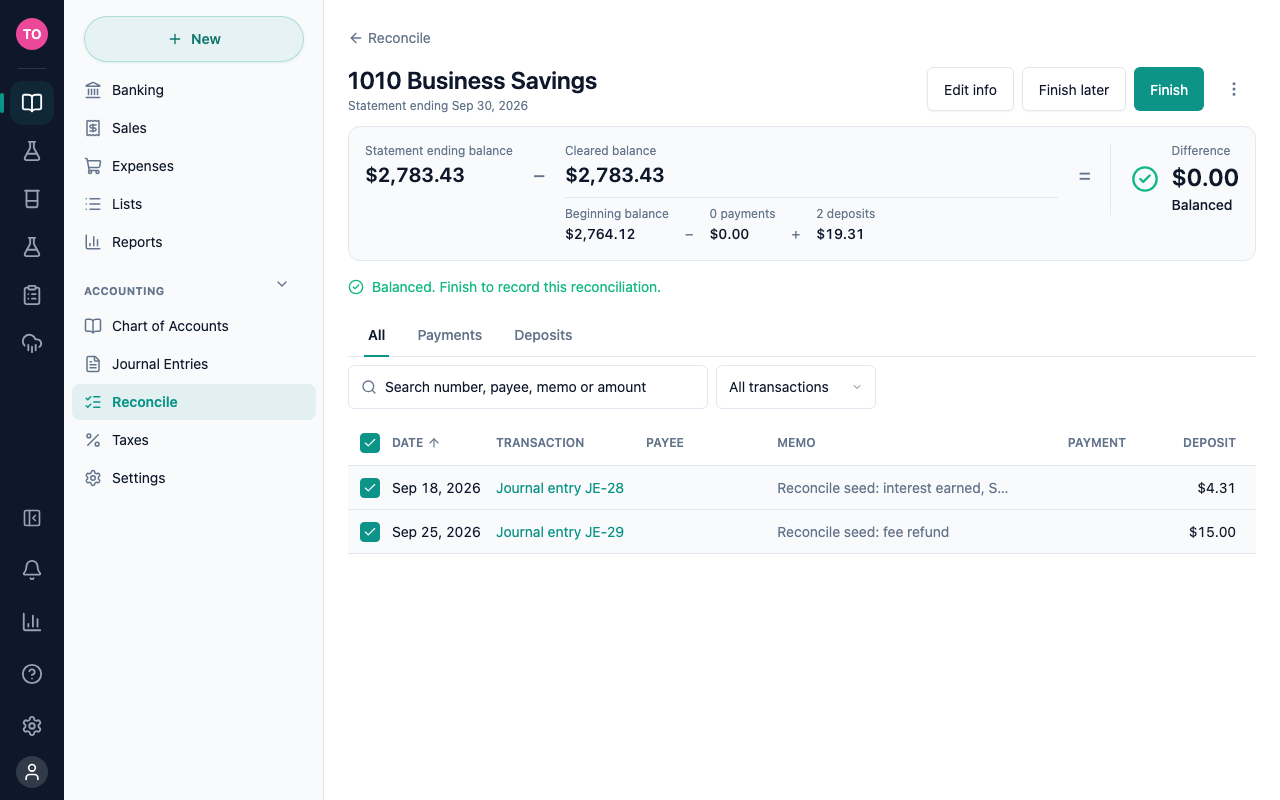 TO
New
Banking
Sales
Expenses
Lists
Reports
ACCOUNTING
Chart of Accounts
Journal Entries
Reconcile
Taxes
Settings
Reconcile
1010 Business Savings
Statement ending Sep 30, 2026
Edit info
Finish later
Finish
Statement ending balance
$2,783.43
–
Cleared balance
$2,783.43
Beginning balance
$2,764.12
–
0 payments
$0.00
+
2 deposits
$19.31
=
Difference
$0.00
Balanced
Balanced. Finish to record this reconciliation.
All Payments Deposits
Search number, payee, memo or amount
All transactions
DATE TRANSACTION PAYEE MEMO PAYMENT DEPOSIT
Sep 18, 2026 Journal entry JE-28 Reconcile seed: interest earned, S... $4.31
Sep 25, 2026 Journal entry JE-29 Reconcile seed: fee refund $15.00